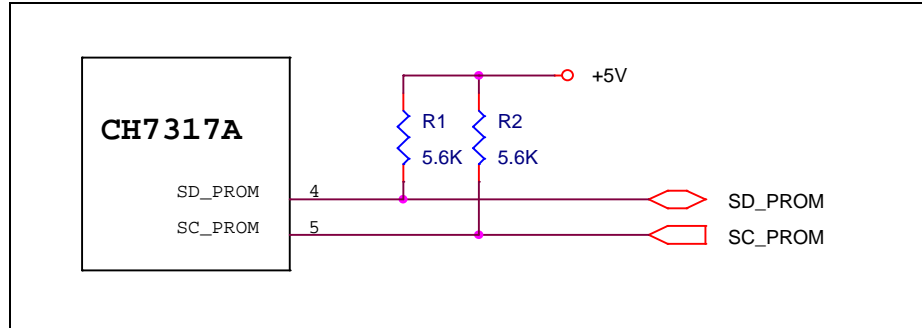 +5V
CH7317A
R1 R2
5.6K 5.6K
SD_PROM 4
SD_PROM
SC_PROM 5
SC_PROM